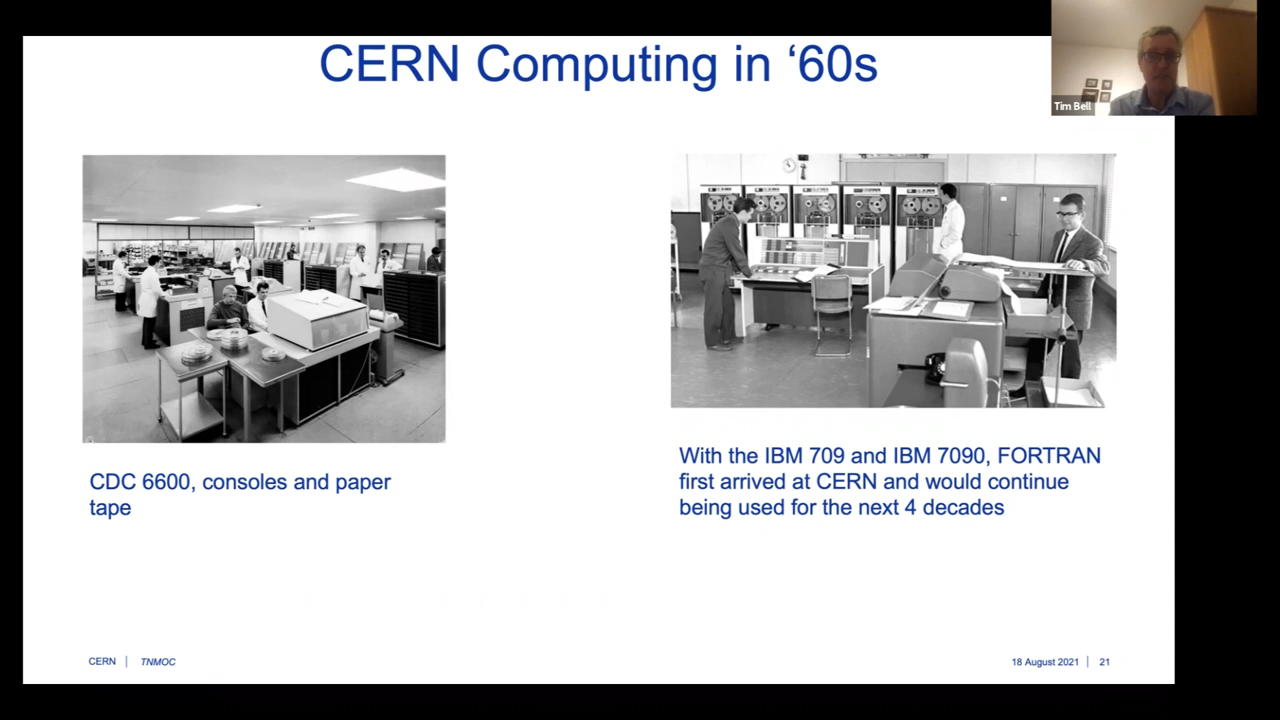 CERN Computing in ‘60s
Tim Bell
CDC 6600, consoles and paper
tape
With the IBM 709 and IBM 7090, FORTRAN
first arrived at CERN and would continue
being used for the next 4 decades
CERN | TNMOC
18 August 2021 | 21